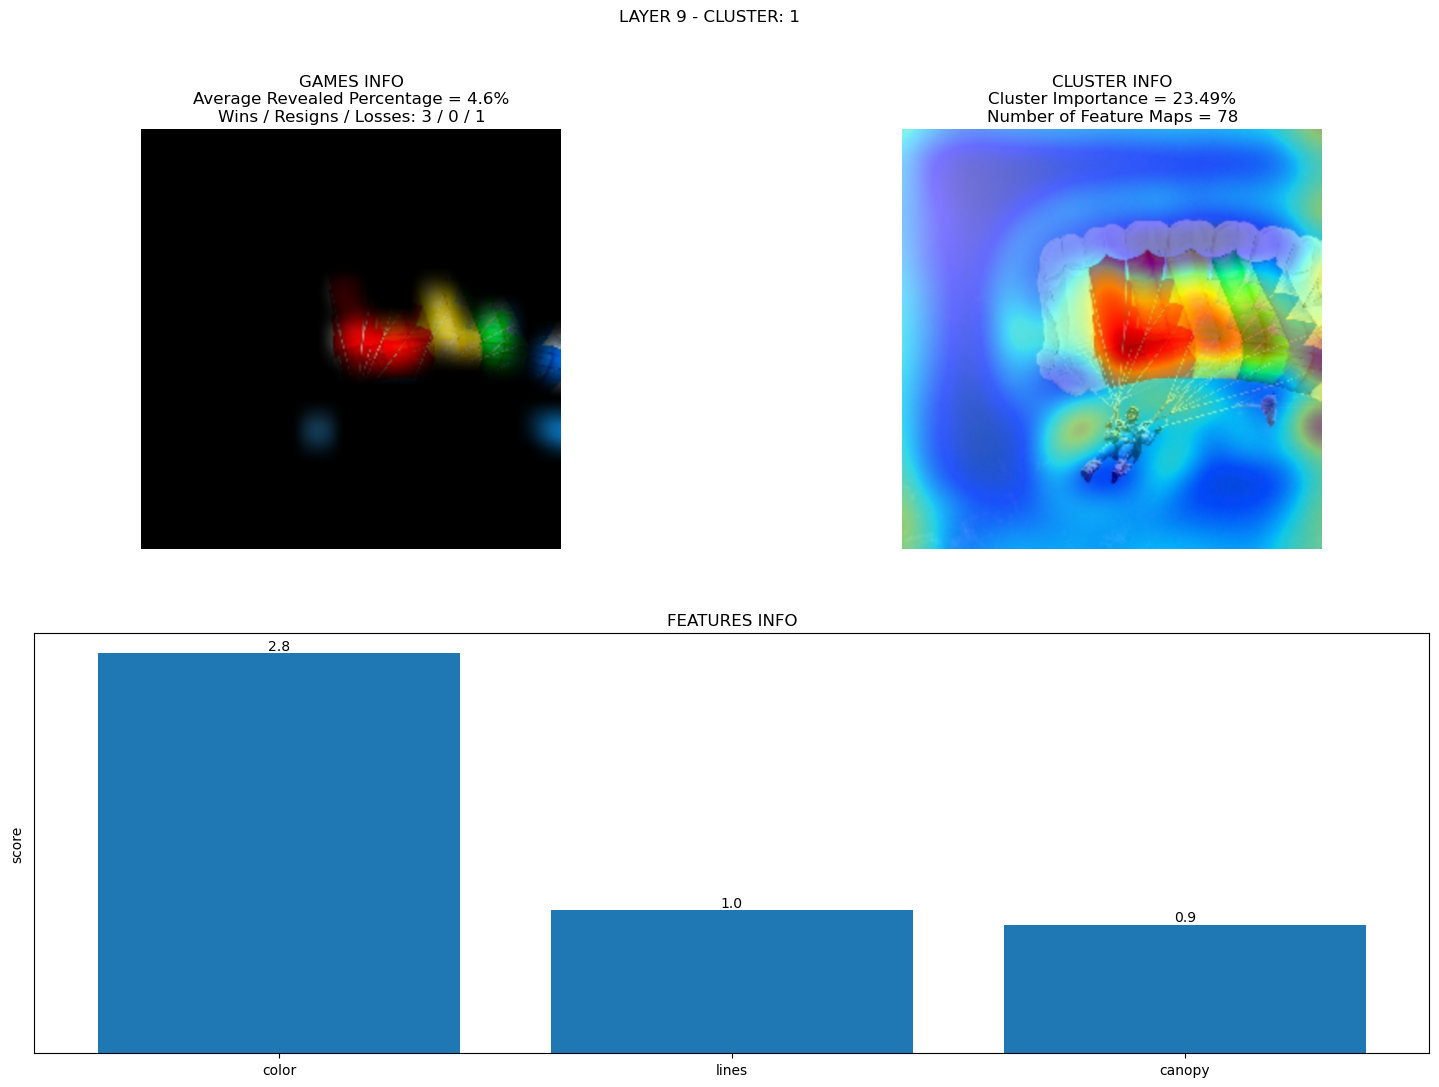 LAYER 9 - CLUSTER: 1
GAMES INFO
Average Revealed Percentage = 4.6%
Wins / Resigns / Losses: 3 / 0 / 1
CLUSTER INFO
Cluster Importance = 23.49%
Number of Feature Maps = 78
FEATURES INFO
score
2.8
1.0
0.9
color
lines
canopy